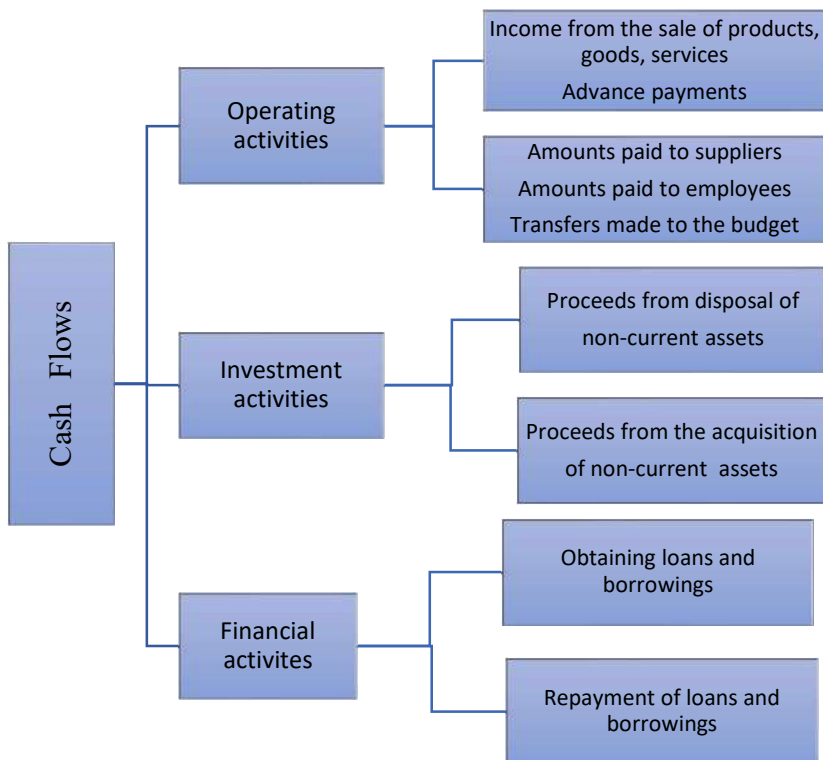 Cash Flows
Operating
activities
Income from the sale of products,
goods, services
Advance payments
Amounts paid to suppliers
Amounts paid to employees
Transfers made to the budget
Investment
activities
Proceeds from disposal of
non-current assets
Proceeds from the acquisition
of non-current assets
Financial
activites
Obtaining loans and
borrowings
Repayment of loans and
borrowings